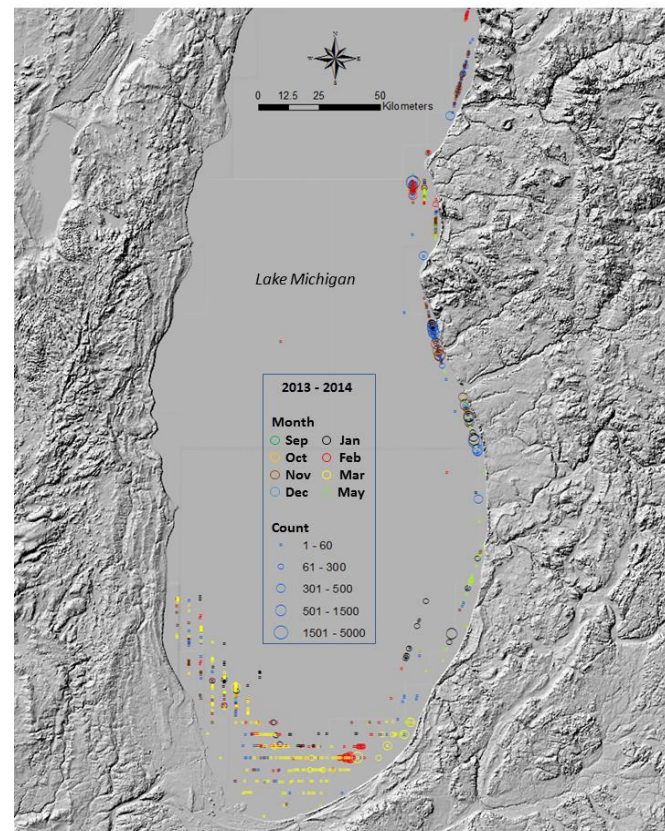 N
W E
S
0 12.5 25 50
Kilometers
Lake Michigan
2013 - 2014
Month
Sep Jan
Oct Feb
Nov Mar
Dec May
Count
1 - 60
61 - 300
301 - 500
501 - 1500
1501 - 5000